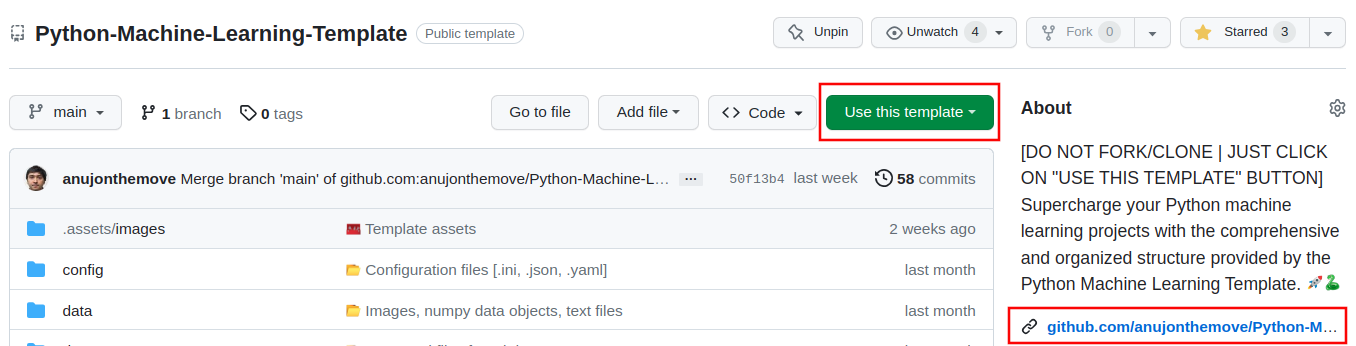 Python-Machine-Learning-Template Public template Unpin Unwatch 4 Fork 0 Starred 3
main 1 branch 0 tags Go to file Add file Code Use this template
anujonthemove Merge branch 'main' of github.com:anujonthemove/Python-Machine-L… ... 50f13b4 last week 58 commits
.assets/images Template assets 2 weeks ago
config Configuration files [.ini, .json, .yaml] last month
data Images, numpy data objects, text files last month
About
[DO NOT FORK/CLONE | JUST CLICK
ON "USE THIS TEMPLATE" BUTTON]
Supercharge your Python machine
learning projects with the comprehensive
and organized structure provided by the
Python Machine Learning Template. 🚀🐍
github.com/anujonthemove/Python-M…